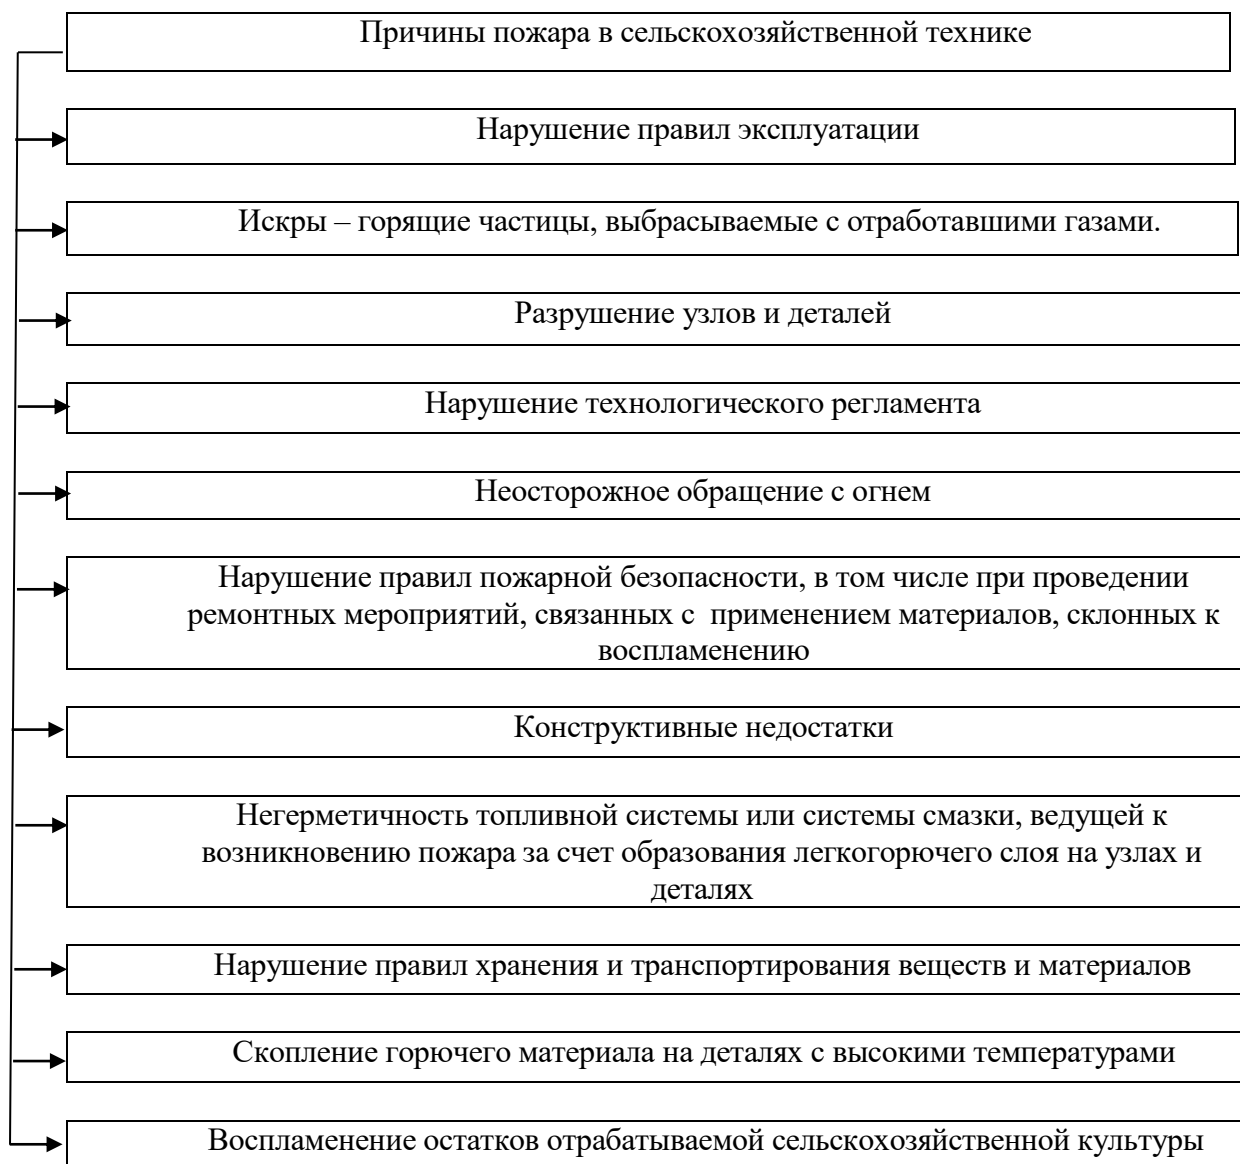 Причины пожара в сельскохозяйственной технике
Нарушение правил эксплуатации
Искры – горящие частицы, выбрасываемые с отработавшими газами.
Разрушение узлов и деталей
Нарушение технологического регламента
Неосторожное обращение с огнем
Нарушение правил пожарной безопасности, в том числе при проведении
ремонтных мероприятий, связанных с применением материалов, склонных к
воспламенению
Конструктивные недостатки
Негерметичность топливной системы или системы смазки, ведущей к
возникновению пожара за счет образования легкогорючего слоя на узлах и
деталях
Нарушение правил хранения и транспортирования веществ и материалов
Скопление горючего материала на деталях с высокими температурами
Воспламенение остатков отрабатываемой сельскохозяйственной культуры